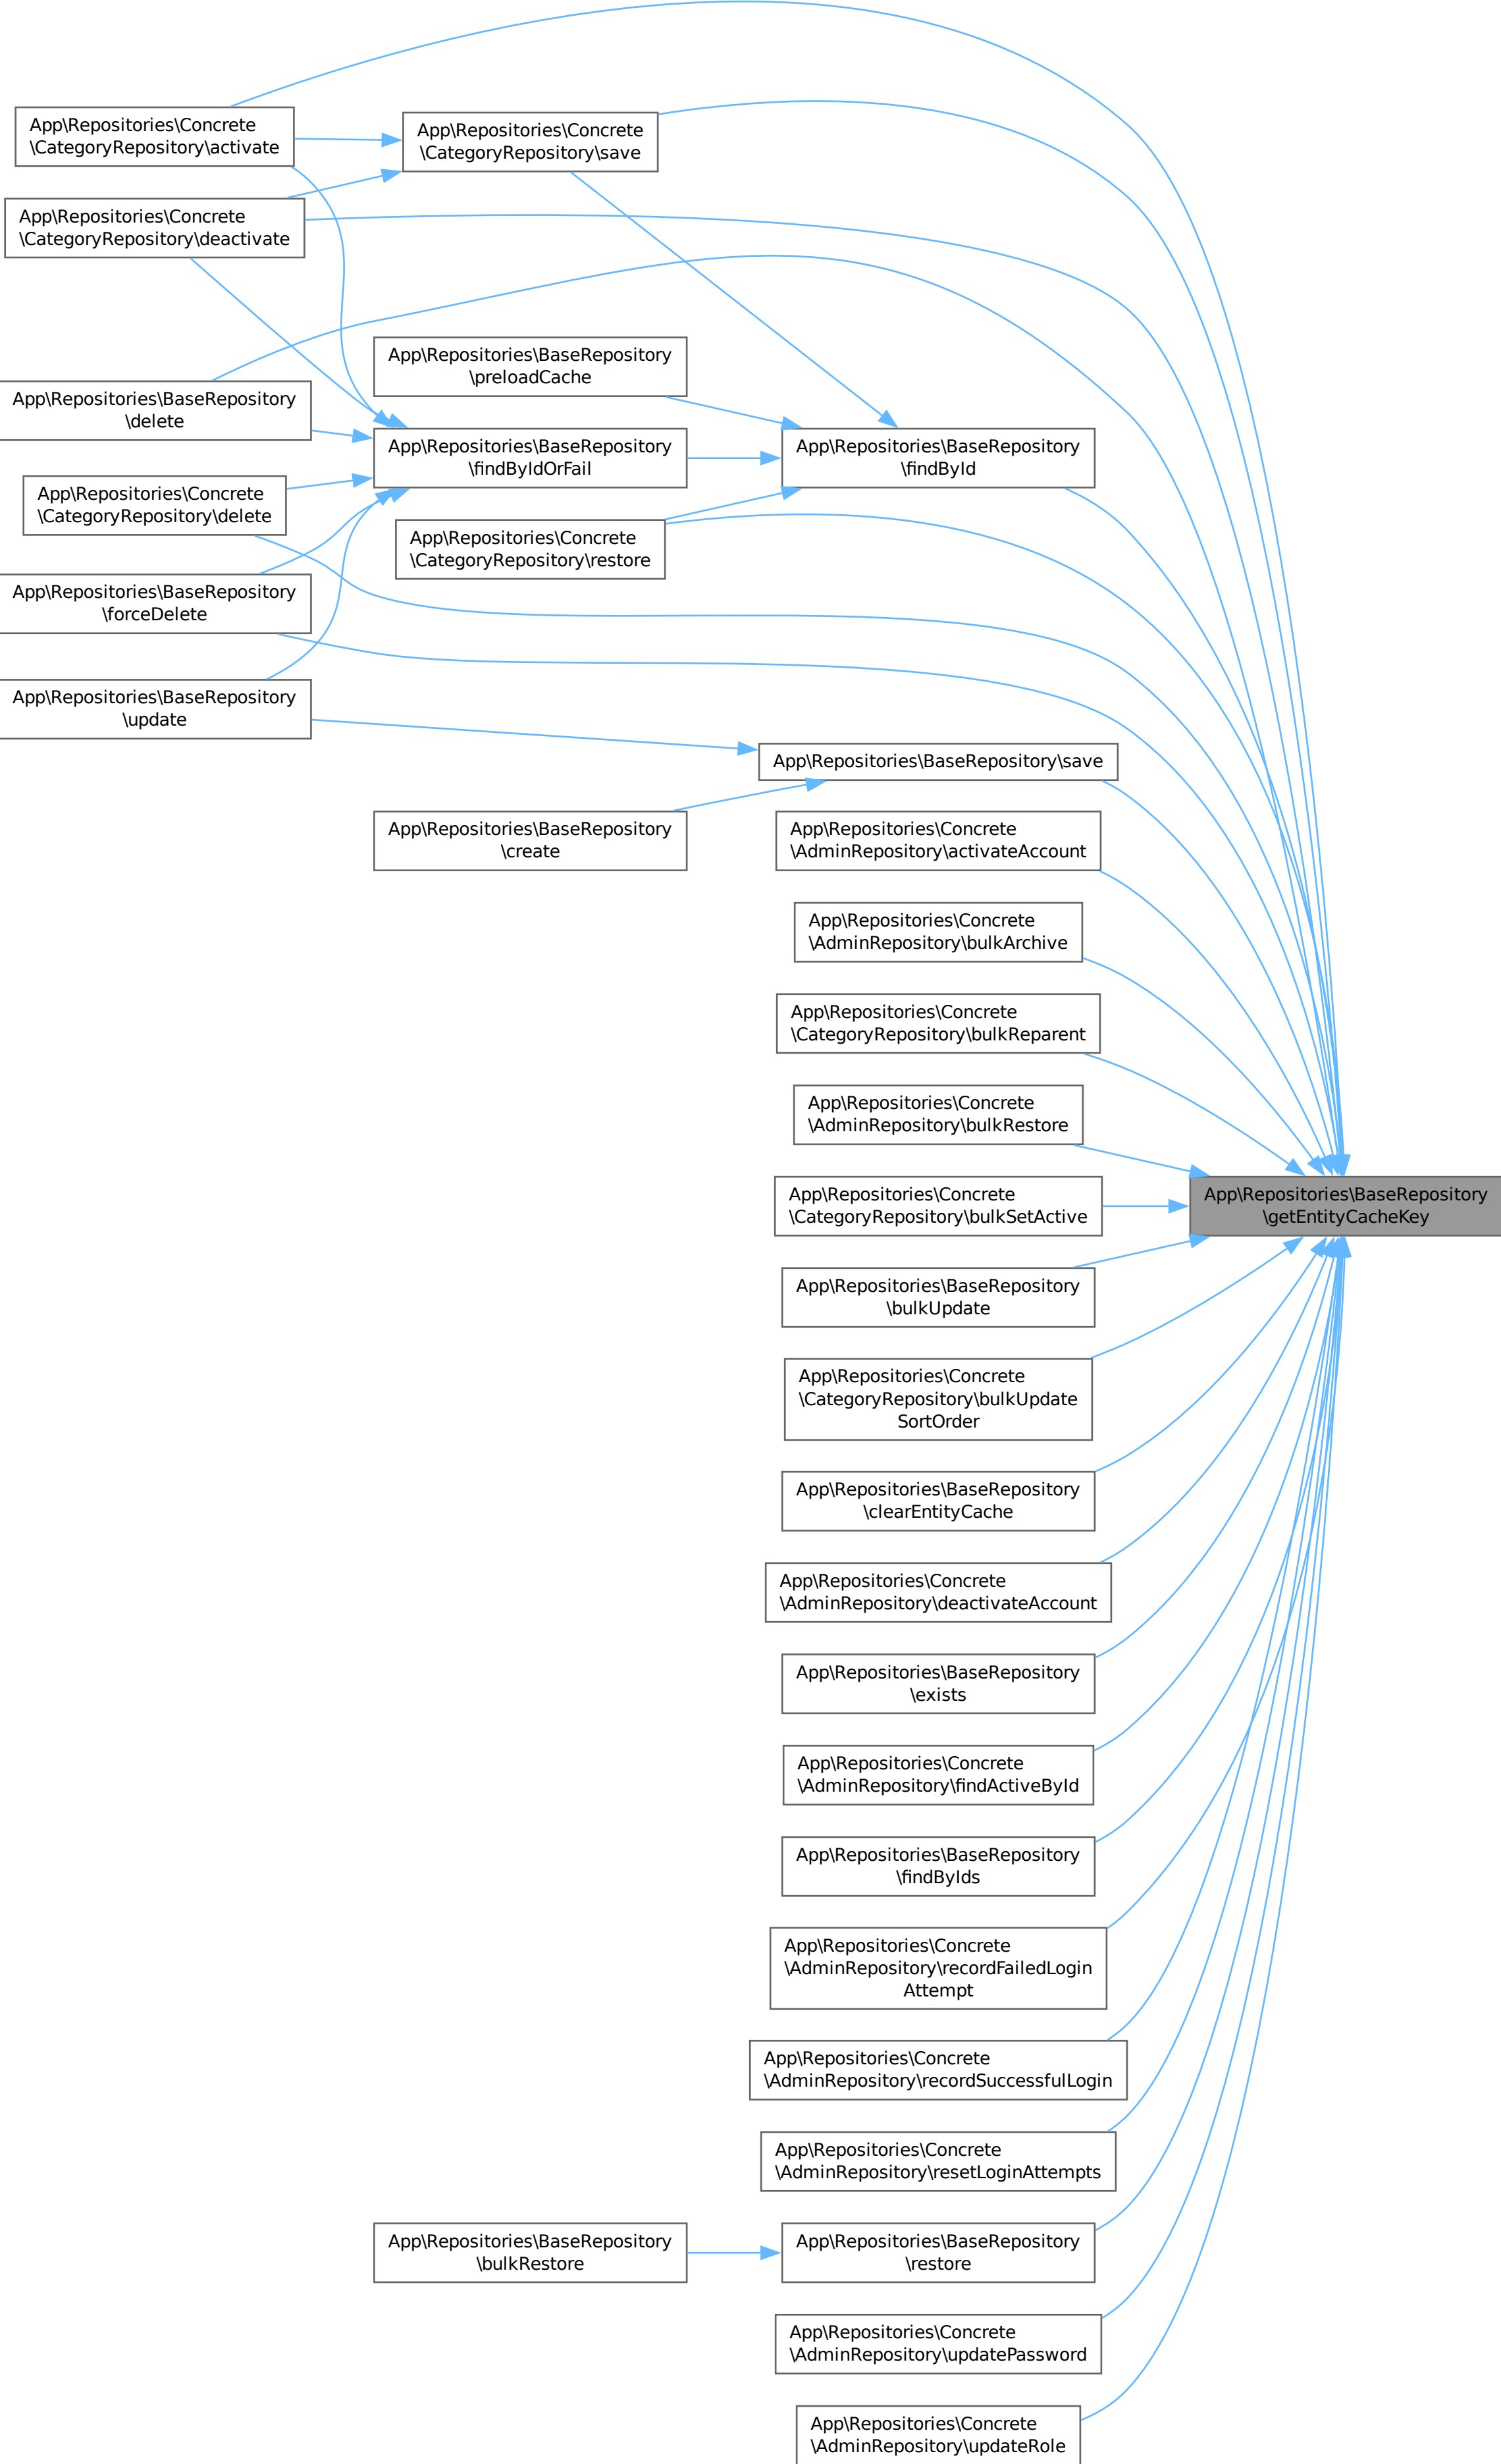 App\Repositories\Concrete
\CategoryRepository\activate
App\Repositories\Concrete
\CategoryRepository\save
App\Repositories\Concrete
\CategoryRepository\deactivate
App\Repositories\BaseRepository
\preloadCache
App\Repositories\BaseRepository
\delete
App\Repositories\BaseRepository
\findByIdOrFail
App\Repositories\BaseRepository
\findById
App\Repositories\Concrete
\CategoryRepository\delete
App\Repositories\Concrete
\CategoryRepository\restore
App\Repositories\BaseRepository
\forceDelete
App\Repositories\BaseRepository
\update
App\Repositories\BaseRepository\save
App\Repositories\BaseRepository
\create
App\Repositories\Concrete
\AdminRepository\activateAccount
App\Repositories\Concrete
\AdminRepository\bulkArchive
App\Repositories\Concrete
\CategoryRepository\bulkReparent
App\Repositories\Concrete
\AdminRepository\bulkRestore
App\Repositories\Concrete
\CategoryRepository\bulkSetActive
App\Repositories\BaseRepository
\getEntityCacheKey
App\Repositories\BaseRepository
\bulkUpdate
App\Repositories\Concrete
\CategoryRepository\bulkUpdate
SortOrder
App\Repositories\BaseRepository
\clearEntityCache
App\Repositories\Concrete
\AdminRepository\deactivateAccount
App\Repositories\BaseRepository
\exists
App\Repositories\Concrete
\AdminRepository\findActiveById
App\Repositories\BaseRepository
\findByIds
App\Repositories\Concrete
\AdminRepository\recordFailedLogin
Attempt
App\Repositories\Concrete
\AdminRepository\recordSuccessfulLogin
App\Repositories\Concrete
\AdminRepository\resetLoginAttempts
App\Repositories\BaseRepository
\bulkRestore
App\Repositories\BaseRepository
\restore
App\Repositories\Concrete
\AdminRepository\updatePassword
App\Repositories\Concrete
\AdminRepository\updateRole